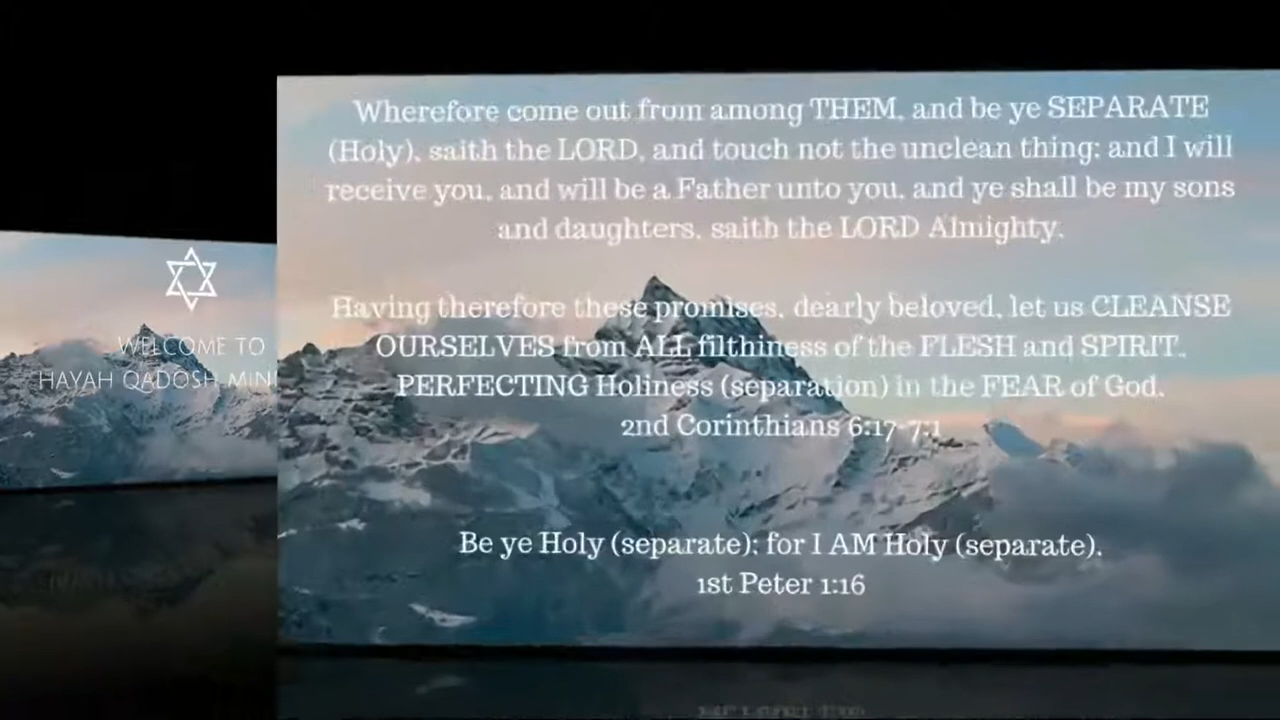 WELCOME TO
HAYAH QADOSH MIN
Wherefore come out from among THEM, and be ye SEPARATE
(Holy), saith the LORD, and touch not the unclean thing; and I will
receive you, and will be a Father unto you, and ye shall be my sons
and daughters, saith the LORD Almighty.
Having therefore these promises, dearly beloved, let us CLEANSE
OURSELVES from ALL filthiness of the FLESH and SPIRIT,
PERFECTING Holiness (separation) in the FEAR of God.
2nd Corinthians 6:17-7:1
Be ye Holy (separate); for I AM Holy (separate).
1st Peter 1:16